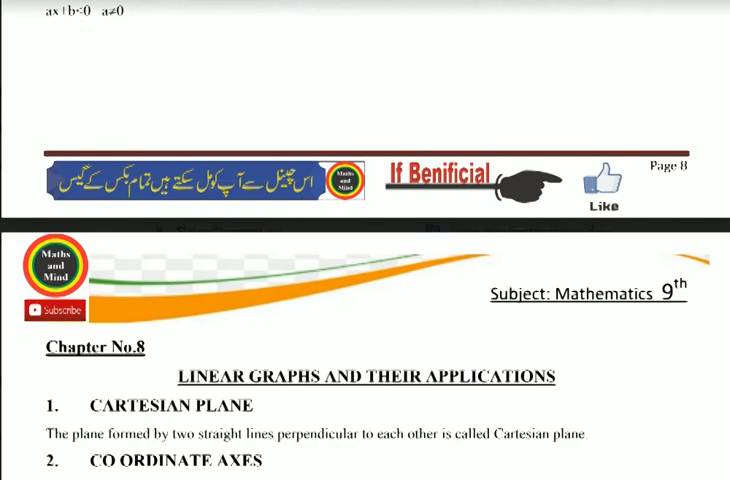 ax+b<0 a≠0
اس چینل سے آپ کو مل سکتے ہیں تمام بکس کے گیس
Maths
and
Mind
If Benificial
Like
Page 8
Maths
and
Mind
Subscribe
Subject: Mathematics 9th
Chapter No.8
LINEAR GRAPHS AND THEIR APPLICATIONS
1. CARTESIAN PLANE
The plane formed by two straight lines perpendicular to each other is called Cartesian plane
2. CO ORDINATE AXES